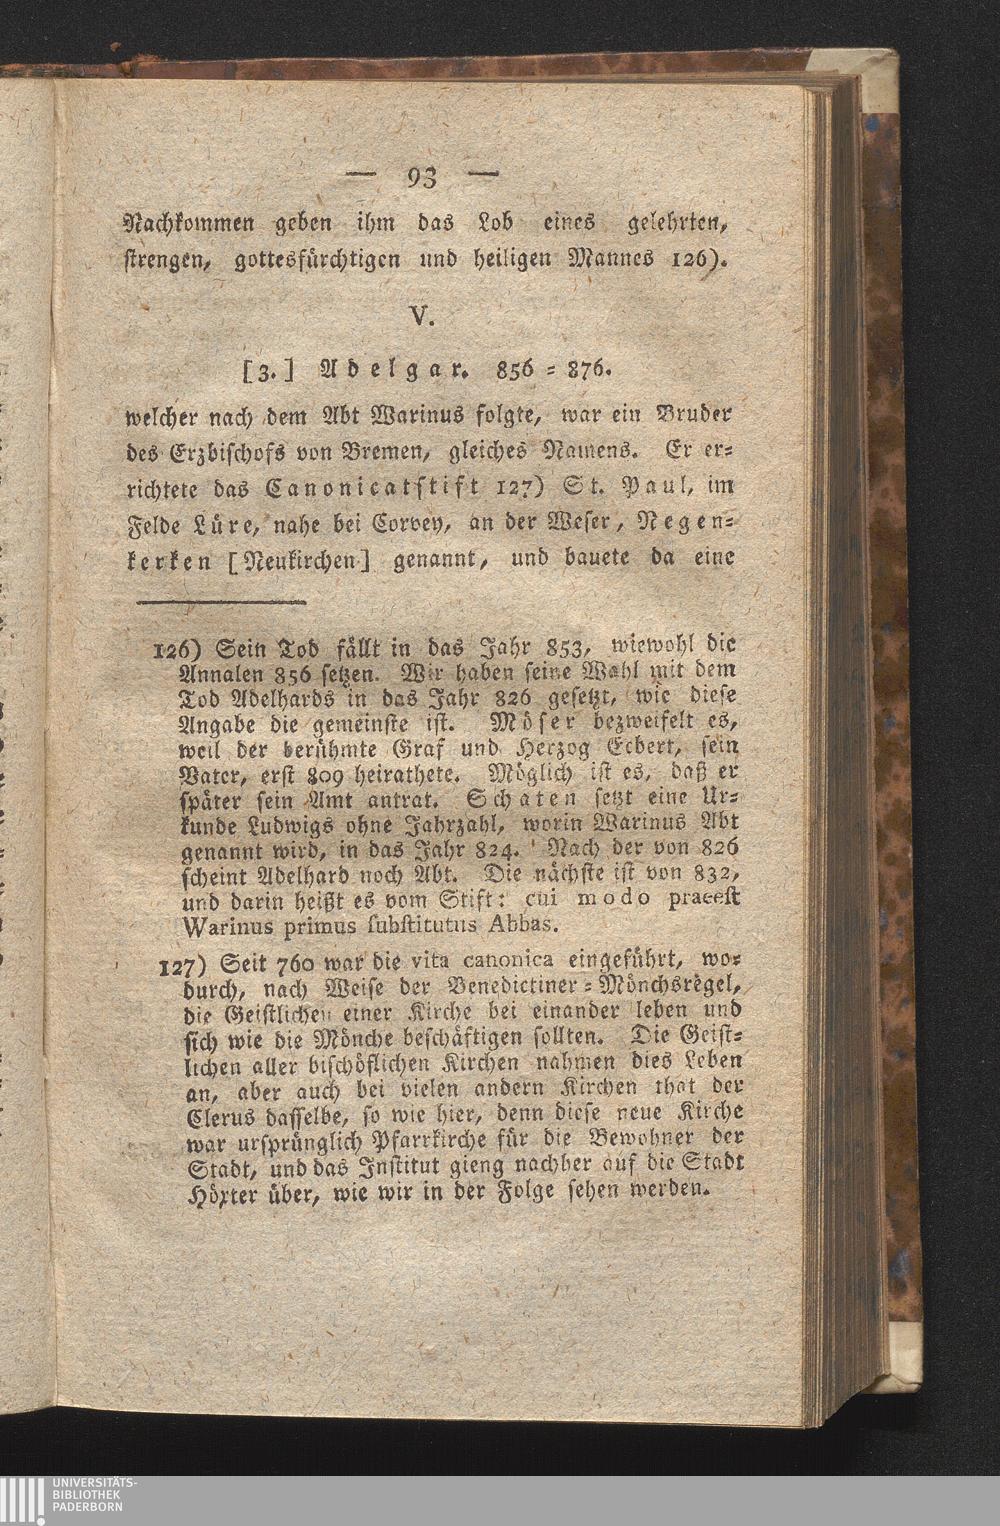 — 93 —
Nachkommen geben ihm das Lob eines gelehrten,
strengen, gottesfürchtigen und heiligen Mannes 126).
V.
[3.] Adelgar. 856 = 876.
welcher nach dem Abt Warinus folgte, war ein Bruder
des Erzbischofs von Bremen, gleiches Namens. Er er=
richtete das Canonicatstift 127) St. Paul, im
Felde Lüre, nahe bei Corvey, an der Weser, Negen=
kerken [Neukirchen] genannt, und bauete da eine
126) Sein Tod fällt in das Jahr 853, wiewohl die
Annalen 856 setzen. Wir haben seine Wahl mit dem
Tod Adelhards in das Jahr 826 gesetzt, wie diese
Angabe die gemeinste ist. Möser bezweifelt es,
weil der berühmte Graf und Herzog Ecbert, sein
Vater, erst 809 heirathete. Möglich ist es, daß er
später sein Amt antrat. Schaten setzt eine Ur=
kunde Ludwigs ohne Jahrzahl, worin Warinus Abt
genannt wird, in das Jahr 824. Nach der von 826
scheint Adelhard noch Abt. Die nächste ist von 832,
und darin heißt es vom Stift: cui modo praeest
Warinus primus substitutus Abbas.
127) Seit 760 war die vita canonica eingeführt, wo=
durch, nach Weise der Benedictiner=Mönchsregel,
die Geistlichen einer Kirche bei einander leben und
sich wie die Mönche beschäftigen sollten. Die Geist=
lichen aller bischöflichen Kirchen nahmen dies Leben
an, aber auch bei vielen andern Kirchen that der
Clerus dasselbe, so wie hier, denn diese neue Kirche
war ursprünglich Pfarrkirche für die Bewohner der
Stadt, und das Institut gieng nachher auf die Stadt
Höxter über, wie wir in der Folge sehen werden.
UNIVERSITÄTS-
BIBLIOTHEK
PADERBORN